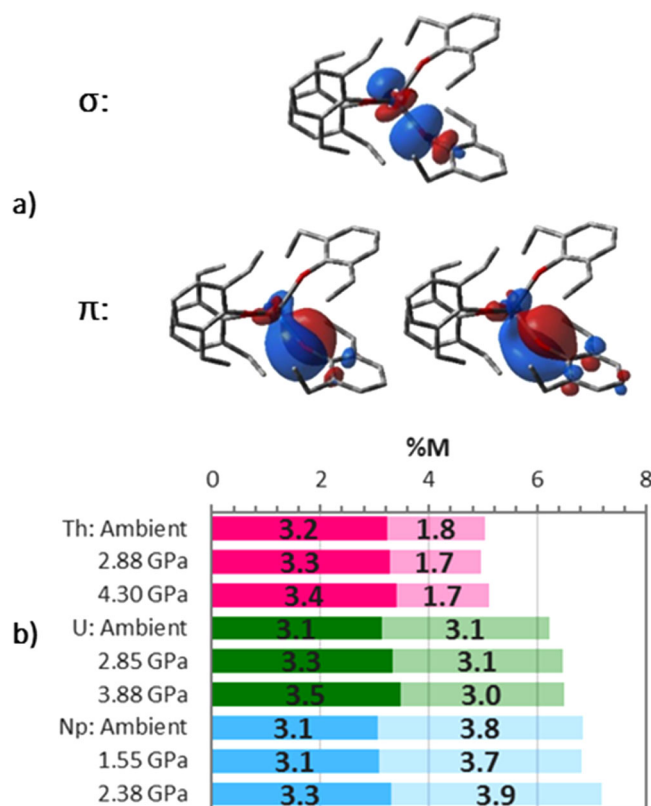 σ:
a)
π:
%M
0 2 4 6 8
Th: Ambient 3.2 1.8
2.88 GPa 3.3 1.7
4.30 GPa 3.4 1.7
b)
U: Ambient 3.1 3.1
2.85 GPa 3.3 3.1
3.88 GPa 3.5 3.0
Np: Ambient 3.1 3.8
1.55 GPa 3.1 3.7
2.38 GPa 3.3 3.9